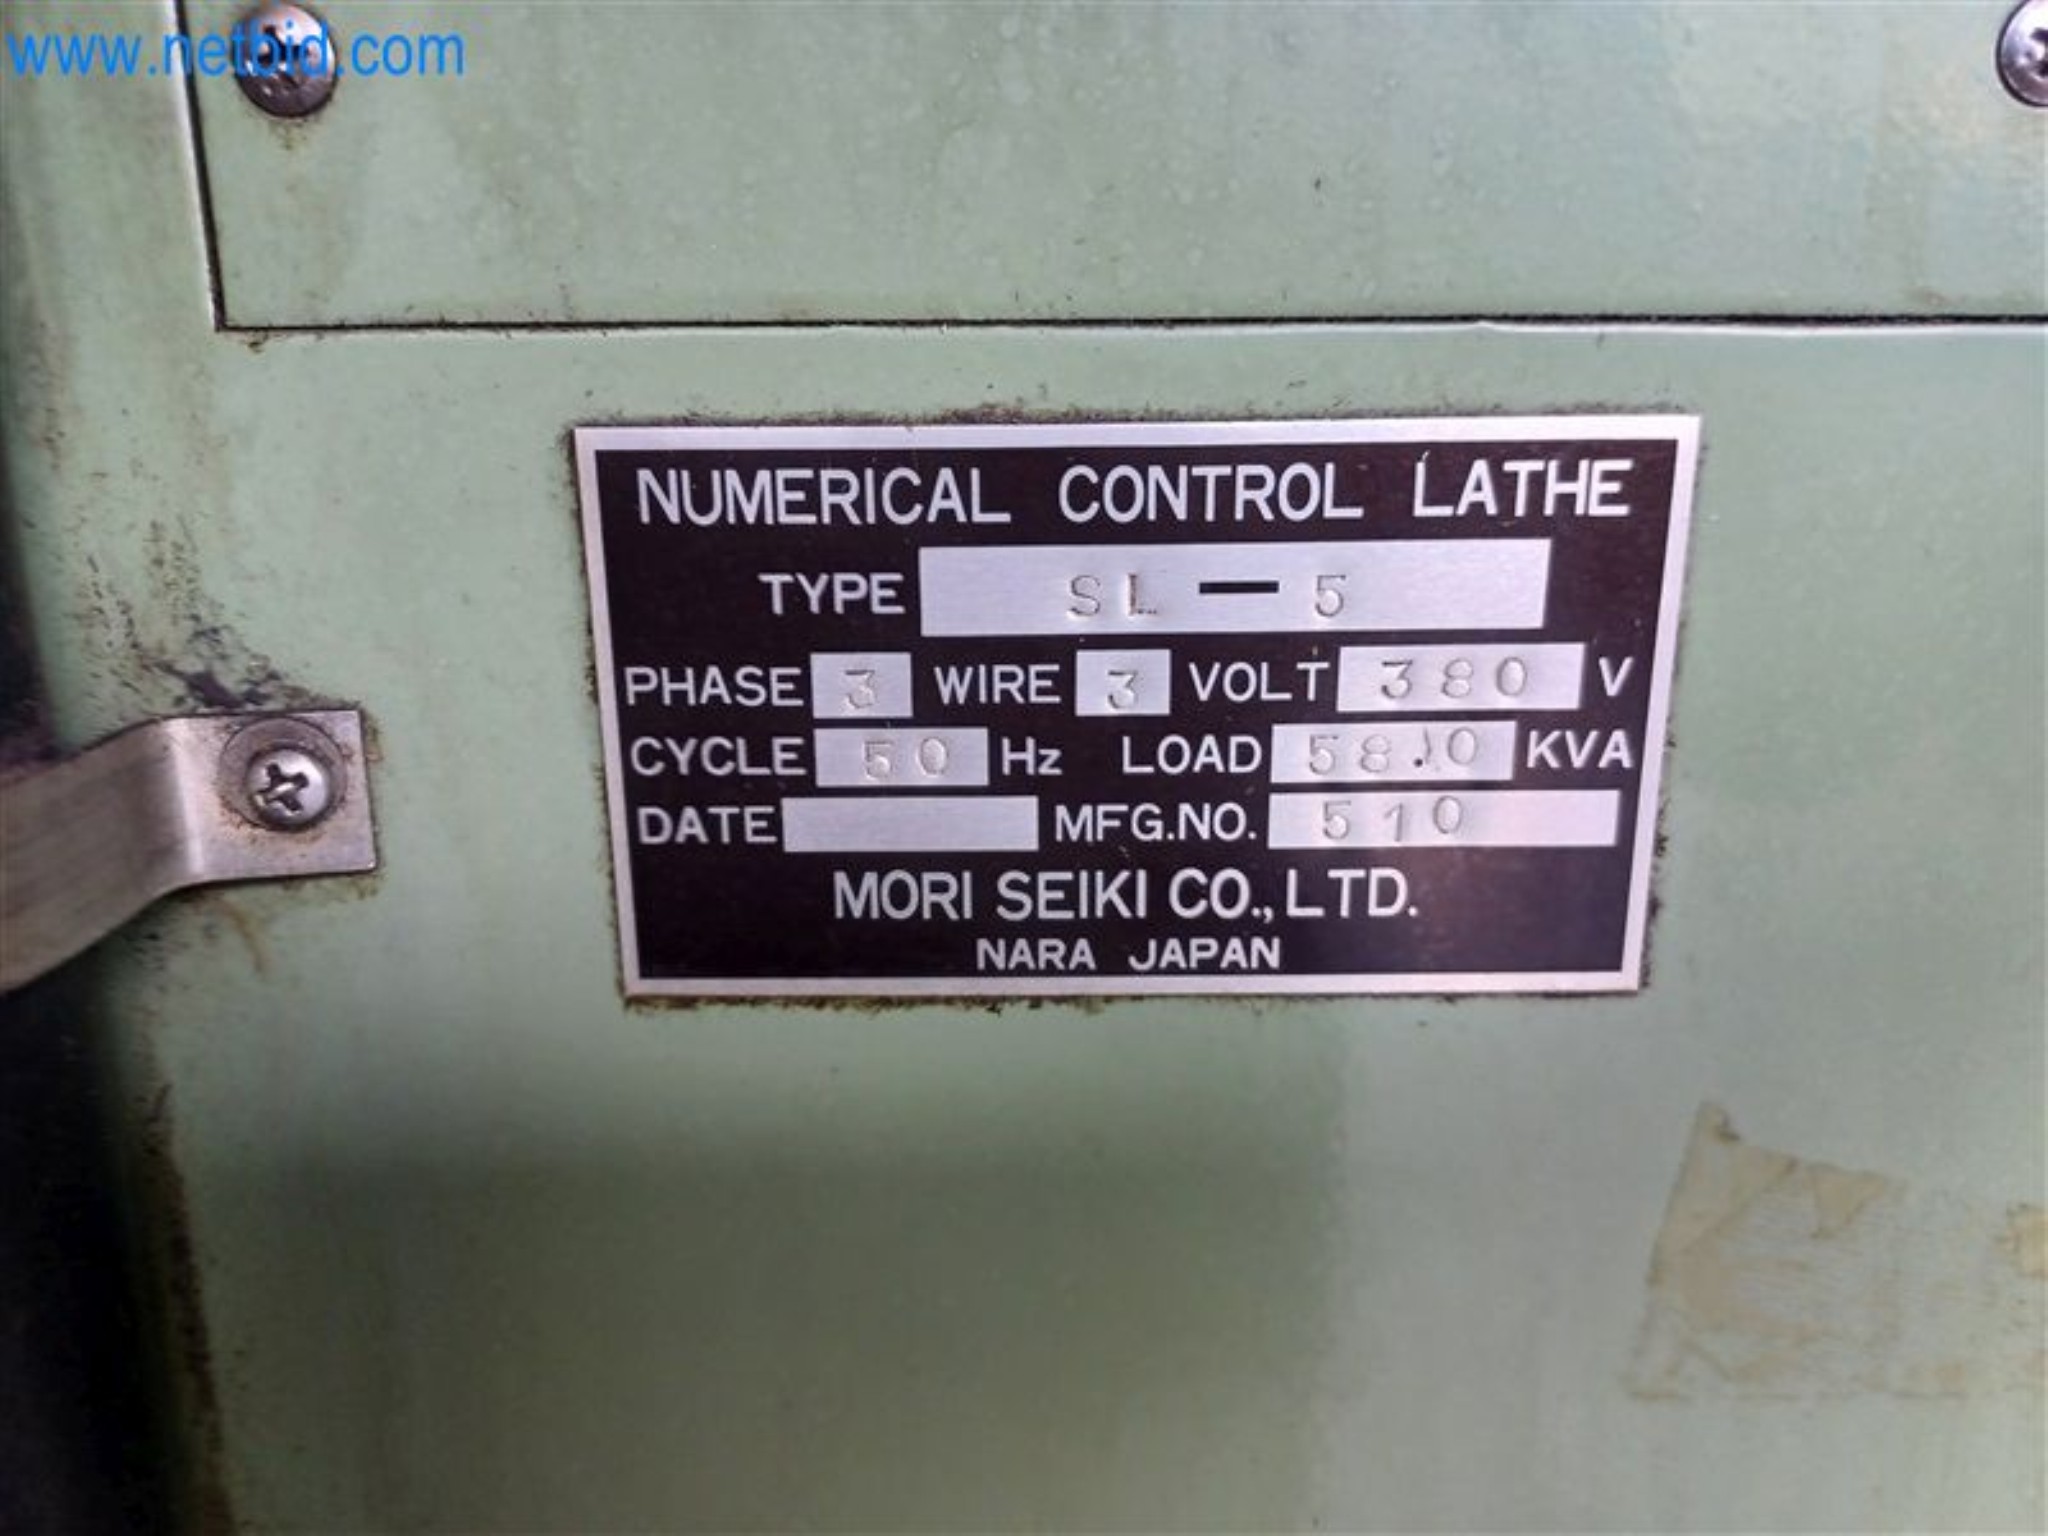 www.netbid.com
NUMERICAL CONTROL LATHE
TYPE SL-5
PHASE 3 WIRE 3 VOLT 380 V
CYCLE 50 Hz LOAD 58.0 KVA
DATE MFG.NO. 510
MORI SEIKI CO.,LTD.
NARA JAPAN